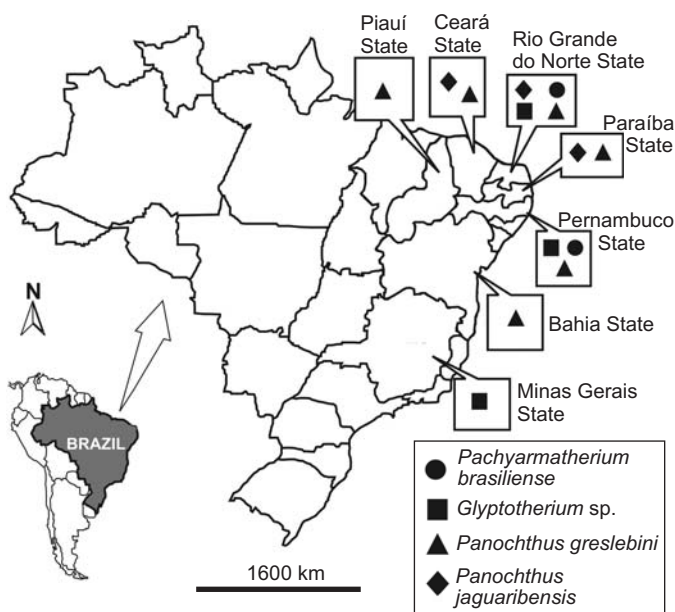 Piauí
State
Ceará
State
Rio Grande
do Norte State
Paraíba
State
Pernambuco
State
Bahia State
Minas Gerais
State
N
BRAZIL
1600 km
Pachyarmatherium
brasiliense
Glyptotherium sp.
Panochthus greslebini
Panochthus
jaguaribensis